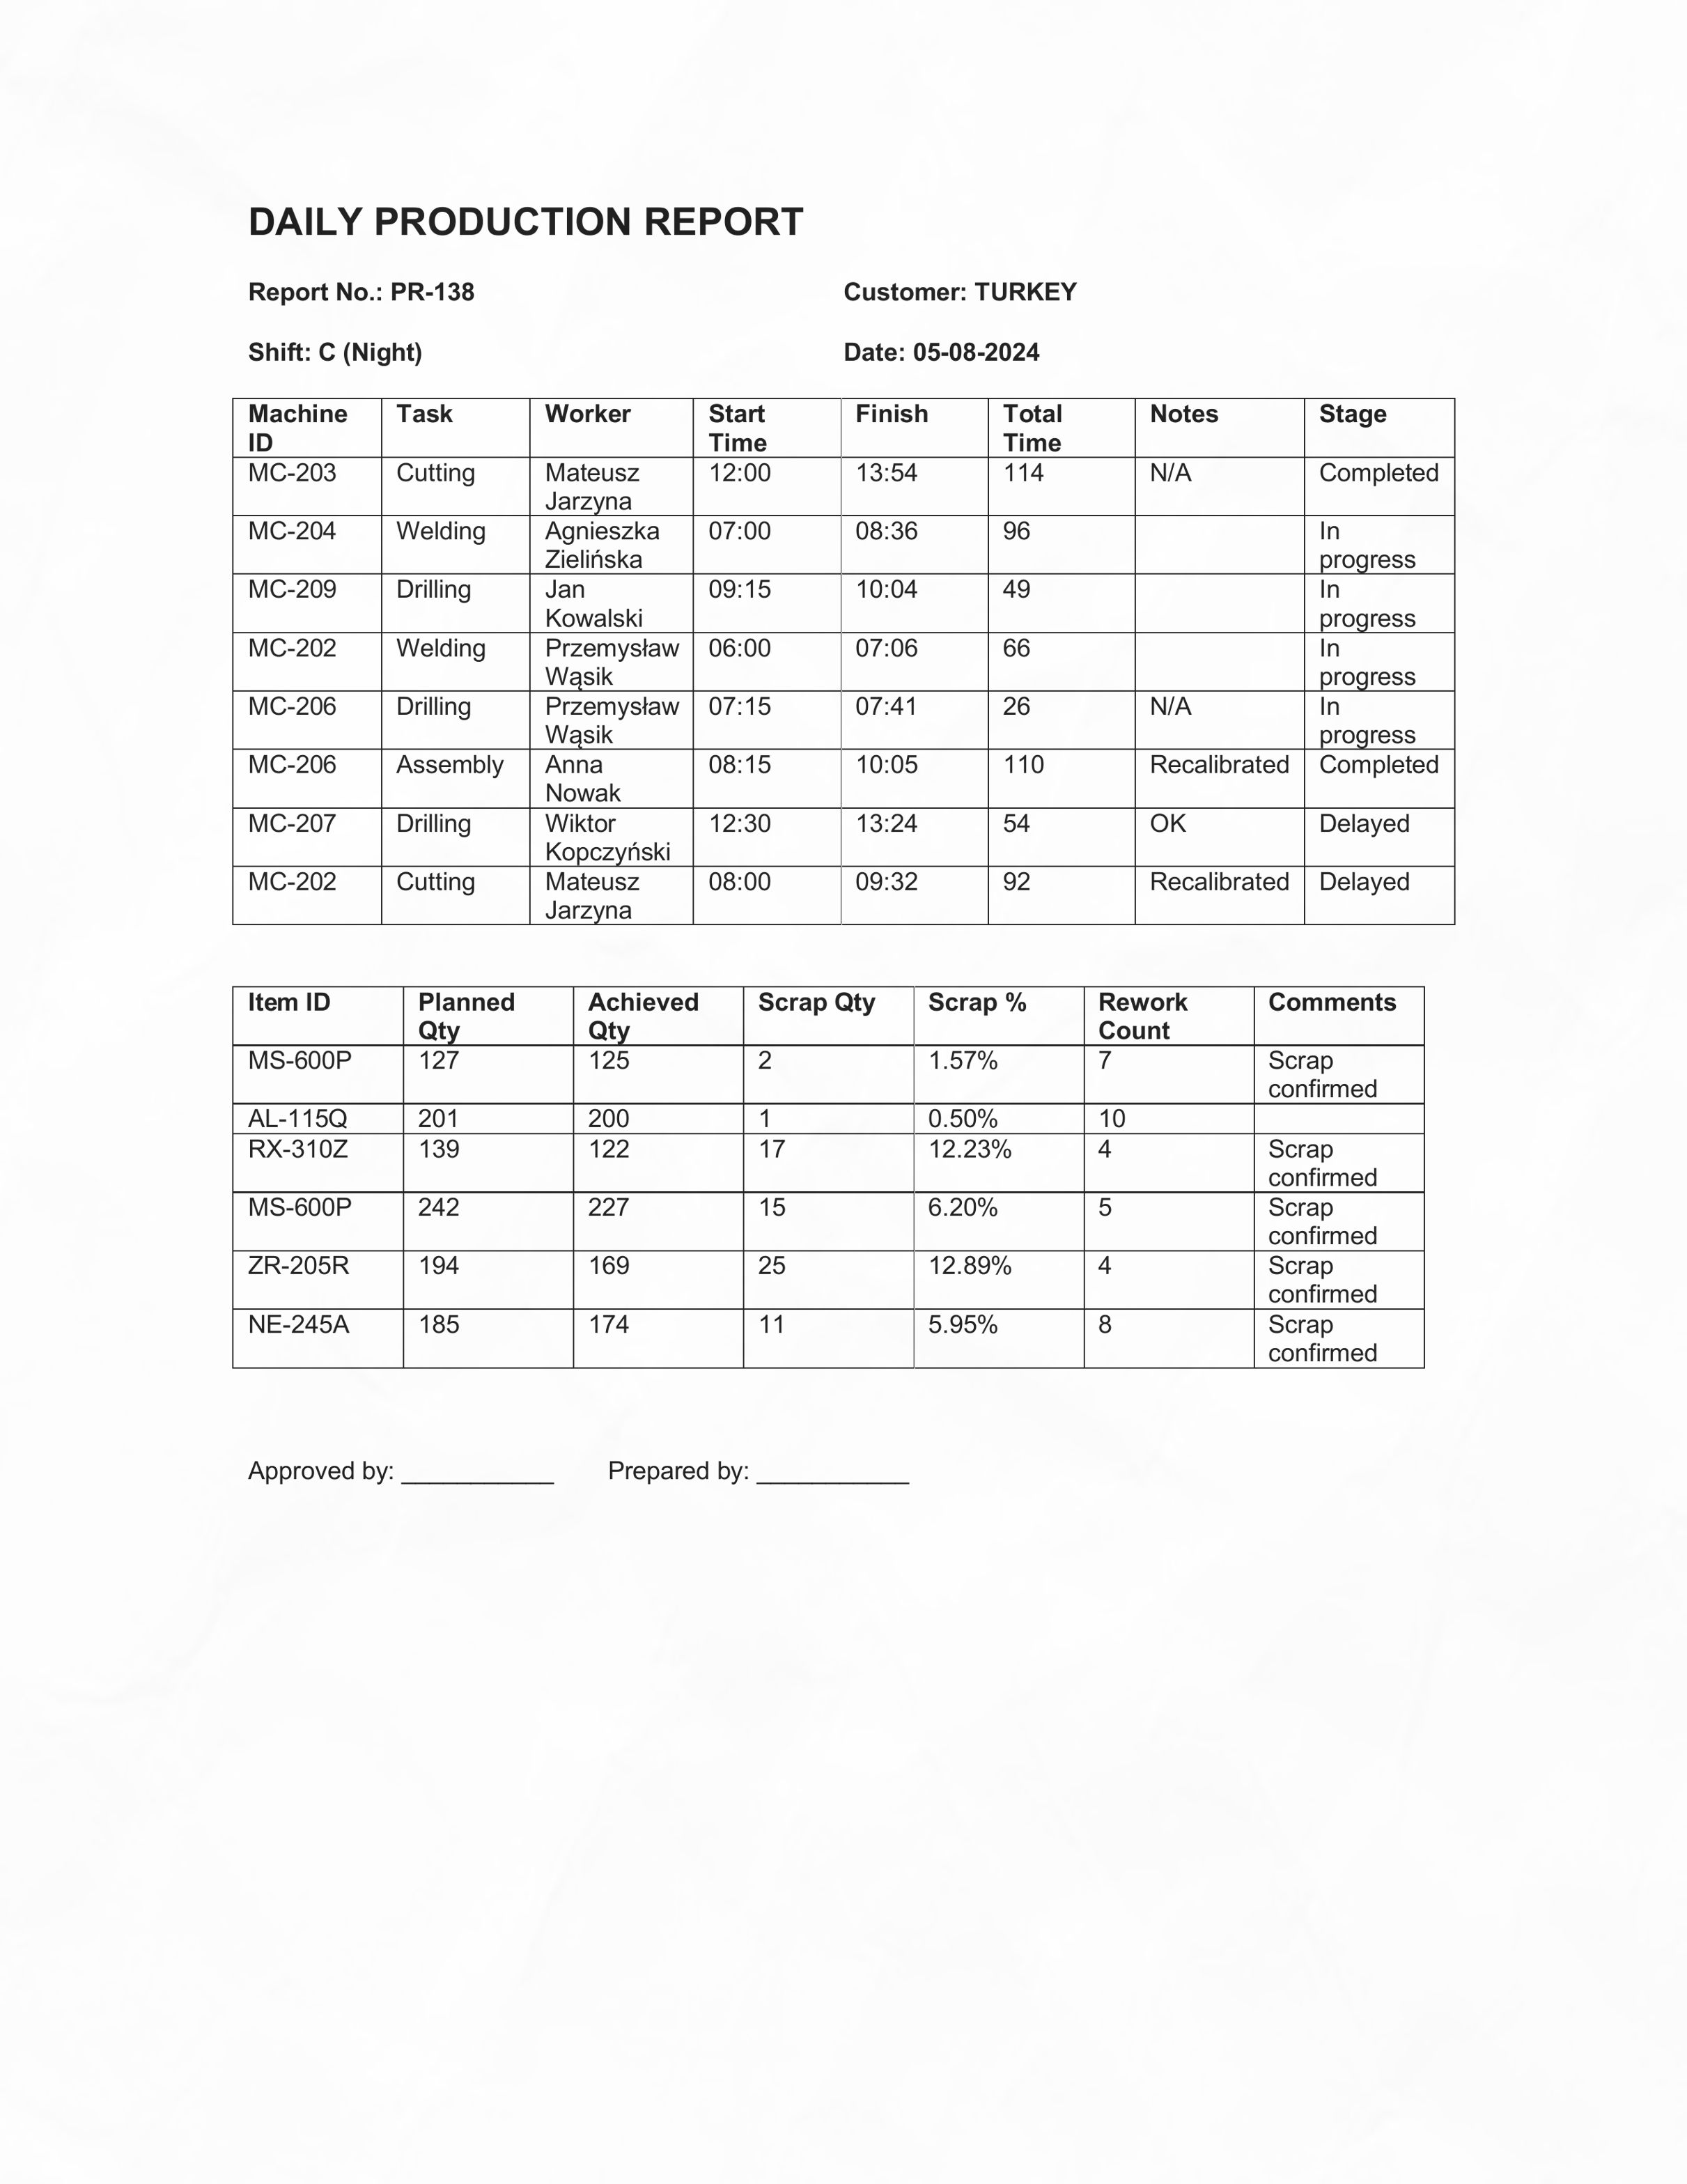 DAILY PRODUCTION REPORT
Report No.: PR-138 Customer: TURKEY
Shift: C (Night) Date: 05-08-2024
Machine ID Task Worker Start Time Finish Total Time Notes Stage
MC-203 Cutting Mateusz Jarzyna 12:00 13:54 114 N/A Completed
MC-204 Welding Agnieszka Zielińska 07:00 08:36 96 In progress
MC-209 Drilling Jan Kowalski 09:15 10:04 49 In progress
MC-202 Welding Przemysław Wąsik 06:00 07:06 66 In progress
MC-206 Drilling Przemysław Wąsik 07:15 07:41 26 N/A In progress
MC-206 Assembly Anna Nowak 08:15 10:05 110 Recalibrated Completed
MC-207 Drilling Wiktor Kopczyński 12:30 13:24 54 OK Delayed
MC-202 Cutting Mateusz Jarzyna 08:00 09:32 92 Recalibrated Delayed
Item ID Planned Qty Achieved Qty Scrap Qty Scrap % Rework Count Comments
MS-600P 127 125 2 1.57% 7 Scrap confirmed
AL-115Q 201 200 1 0.50% 10
RX-310Z 139 122 17 12.23% 4 Scrap confirmed
MS-600P 242 227 15 6.20% 5 Scrap confirmed
ZR-205R 194 169 25 12.89% 4 Scrap confirmed
NE-245A 185 174 11 5.95% 8 Scrap confirmed
Approved by: ___________ Prepared by: ___________